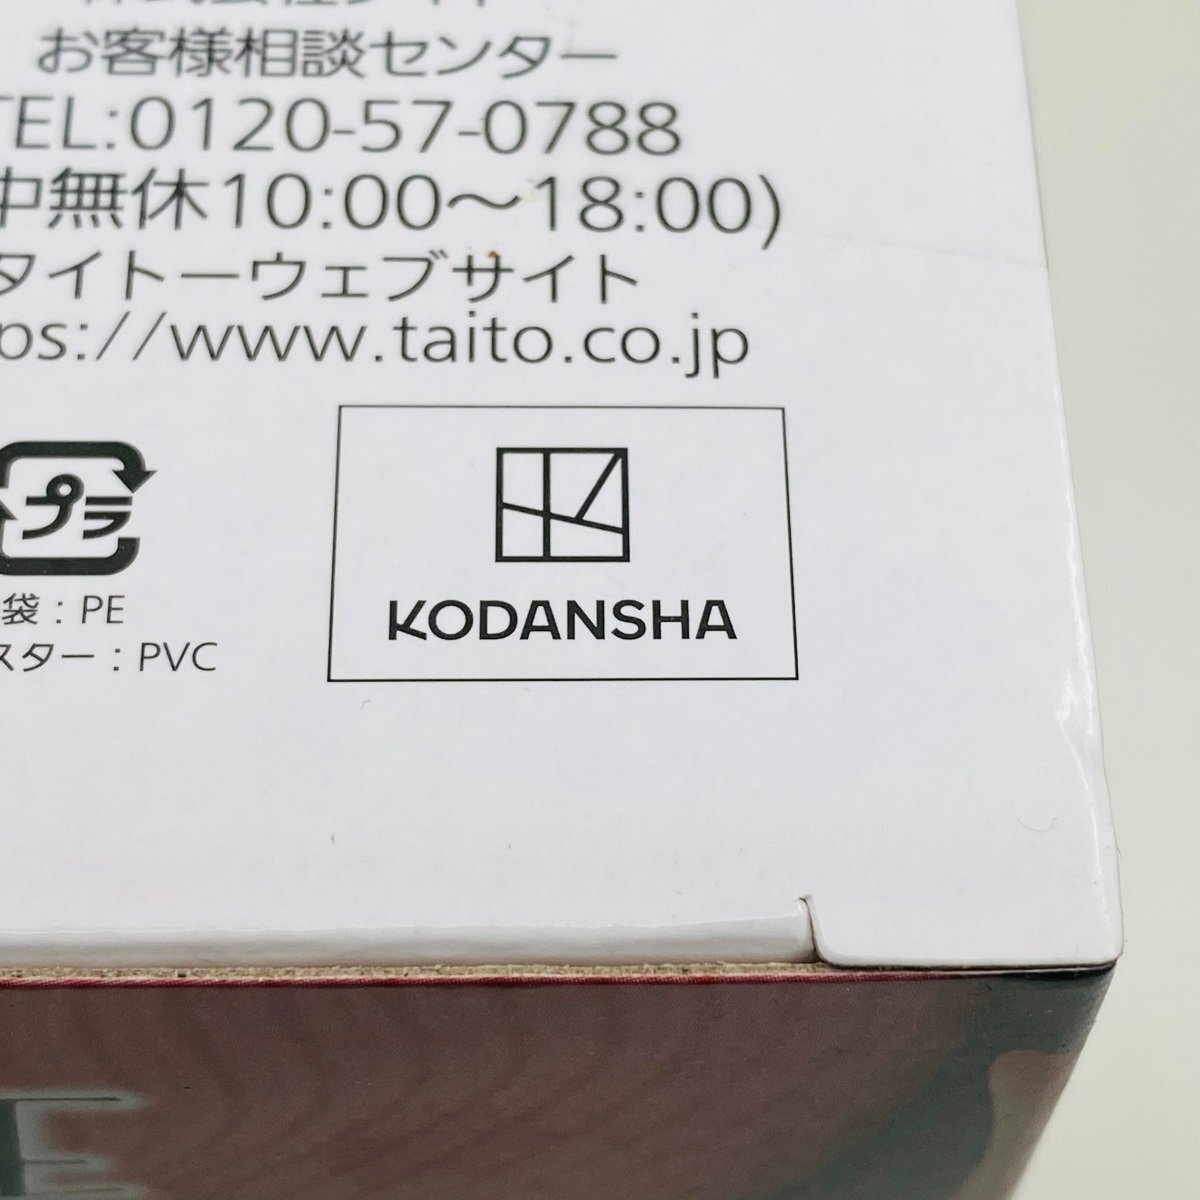 お客様相談センター
TEL:0120-57-0788
中無休10:00～18:00)
タイトーウェブサイト
ps://www.taito.co.jp
プラ
袋 : PE
スター : PVC
KODANSHA